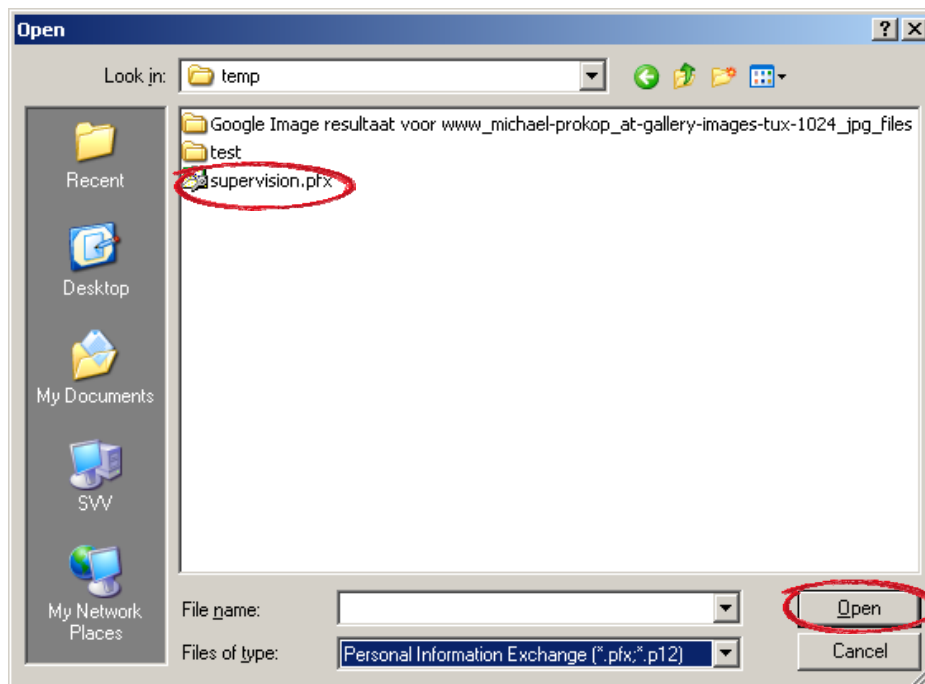 Open
Look in: temp
Google Image resultaat voor www_michael-prokop_at-gallery-images-tux-1024_jpg_files
test
supervision.pfx
Recent
Desktop
My Documents
SVV
My Network
Places
File name:
Open
Files of type: Personal Information Exchange (*.pfx;*.p12)
Cancel